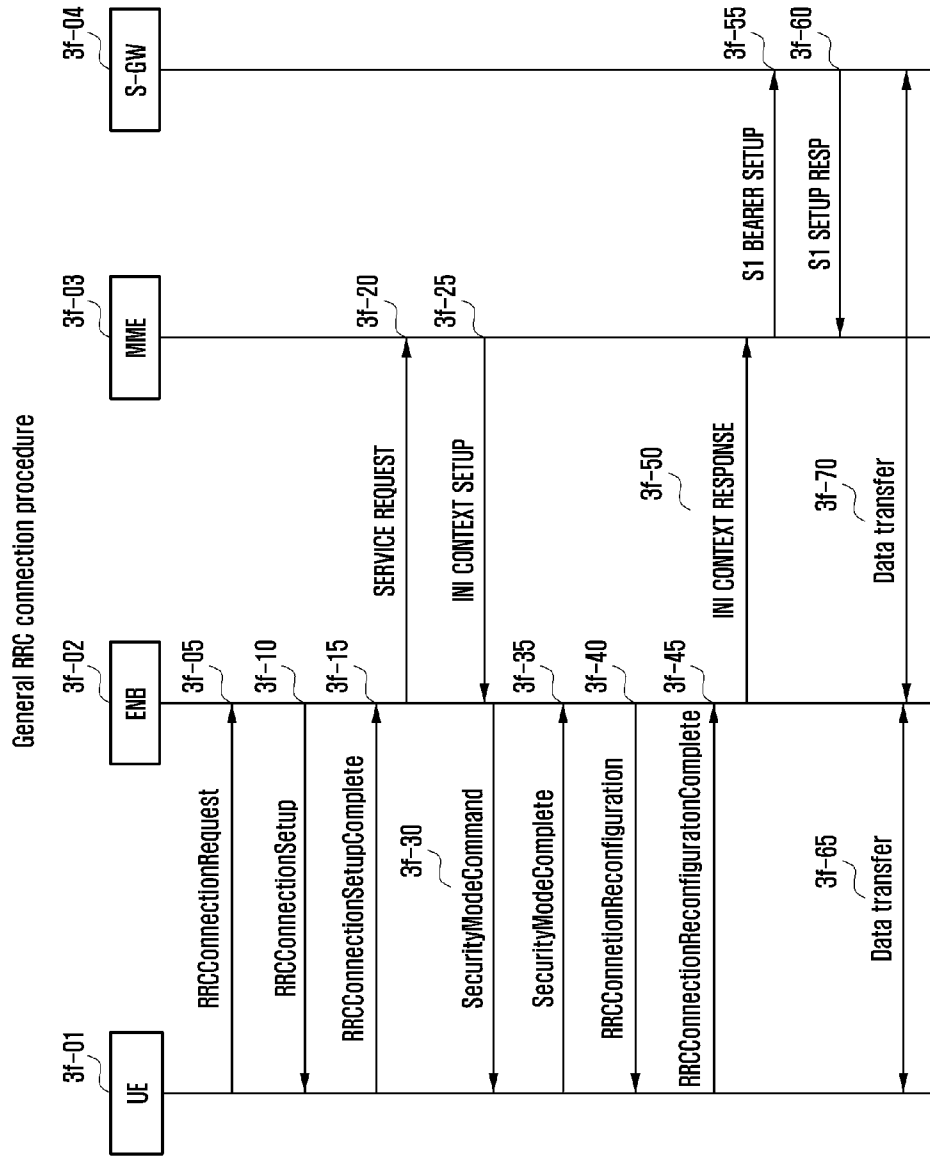 General RRC connection procedure
3f-01
3f-02
3f-03
3f-04
UE
ENB
MME
S-GW
RRCConnectionRequest
3f-05
RRCConnectionSetup
3f-10
RRCConnectionSetupComplete
3f-15
SERVICE REQUEST
3f-20
INI CONTEXT SETUP
3f-25
3f-30
SecurityModeCommand
SecurityModeComplete
3f-35
RRCConnetionReconfiguration
3f-40
RRCConnectionReconfiguratonComplete
3f-45
3f-50
INI CONTEXT RESPONSE
S1 BEARER SETUP
3f-55
S1 SETUP RESP
3f-60
3f-65
Data transfer
3f-70
Data transfer